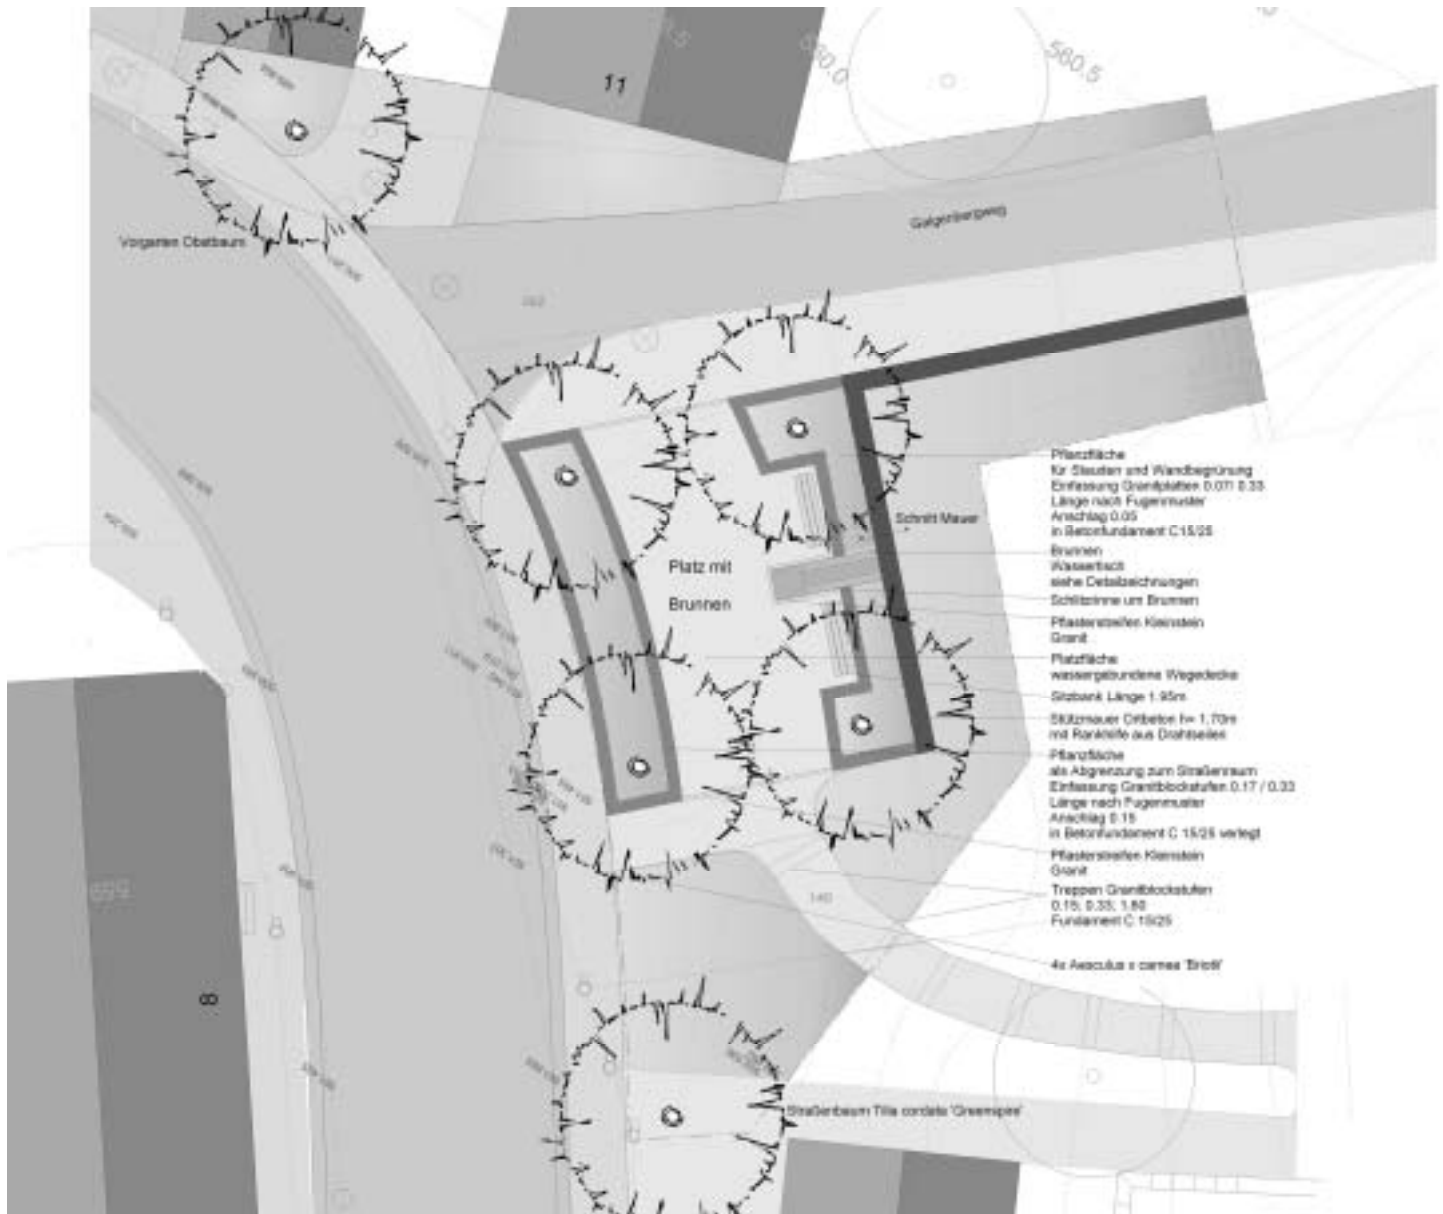 11
560.0
560.5
Galgenbergweg
Vorgarten Obstbaum
Pflanzfläche
für Stauden und Wandbegrünung
Einfassung Granitplatten 0.07/ 0.33
Länge nach Fugenmuster
Anschlag 0.05
in Betonfundament C15/25
Schnitt Mauer
Brunnen
Wassertisch
siehe Detailzeichnungen
Platz mit
Brunnen
Schlitzrinne um Brunnen
Pflasterstreifen Kleinstein
Granit
Platzfläche
wassergebundene Wegedecke
Sitzbank Länge 1.95m
Stützmauer Ortbeton h= 1.70m
mit Rankhilfe aus Drahtseilen
Pflanzfläche
als Abgrenzung zum Straßenraum
Einfassung Granitblockstufen 0.17 / 0.33
Länge nach Fugenmuster
Anschlag 0.15
in Betonfundament C 15/25 verlegt
Pflasterstreifen Kleinstein
Granit
Treppen Granitblockstufen
0.15; 0.33; 1.80
Fundament C 15/25
140
559
4x Aesculus x carnea 'Briotii'
8
Straßenbaum Tilia cordata 'Greenspire'